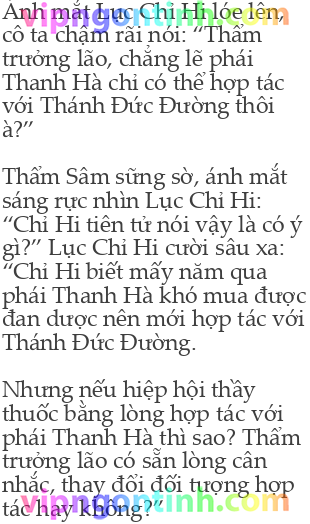 Ánh mắt Lục Chỉ Hi lóe lên,
vipngontinh.com
cô ta chậm rãi nói: “Thẩm
trưởng lão, chẳng lẽ phái
Thanh Hà chỉ có thể hợp tác
với Thánh Đức Đường thôi
à?”
Thẩm Sâm sững sờ, ánh mắt
sáng rực nhìn Lục Chỉ Hi:
“Chỉ Hi tiên tử nói vậy là có ý
gì?” Lục Chỉ Hi cười sâu xa:
“Chỉ Hi biết mấy năm qua
phái Thanh Hà khó mua được
đan dược nên mới hợp tác với
Thánh Đức Đường.
Nhưng nếu hiệp hội thầy
thuốc bằng lòng hợp tác với
phái Thanh Hà thì sao? Thẩm
trưởng lão có sẵn lòng cân
nhắc, thay đổi đối tượng hợp
tác hay không?”
vipngontinh.com